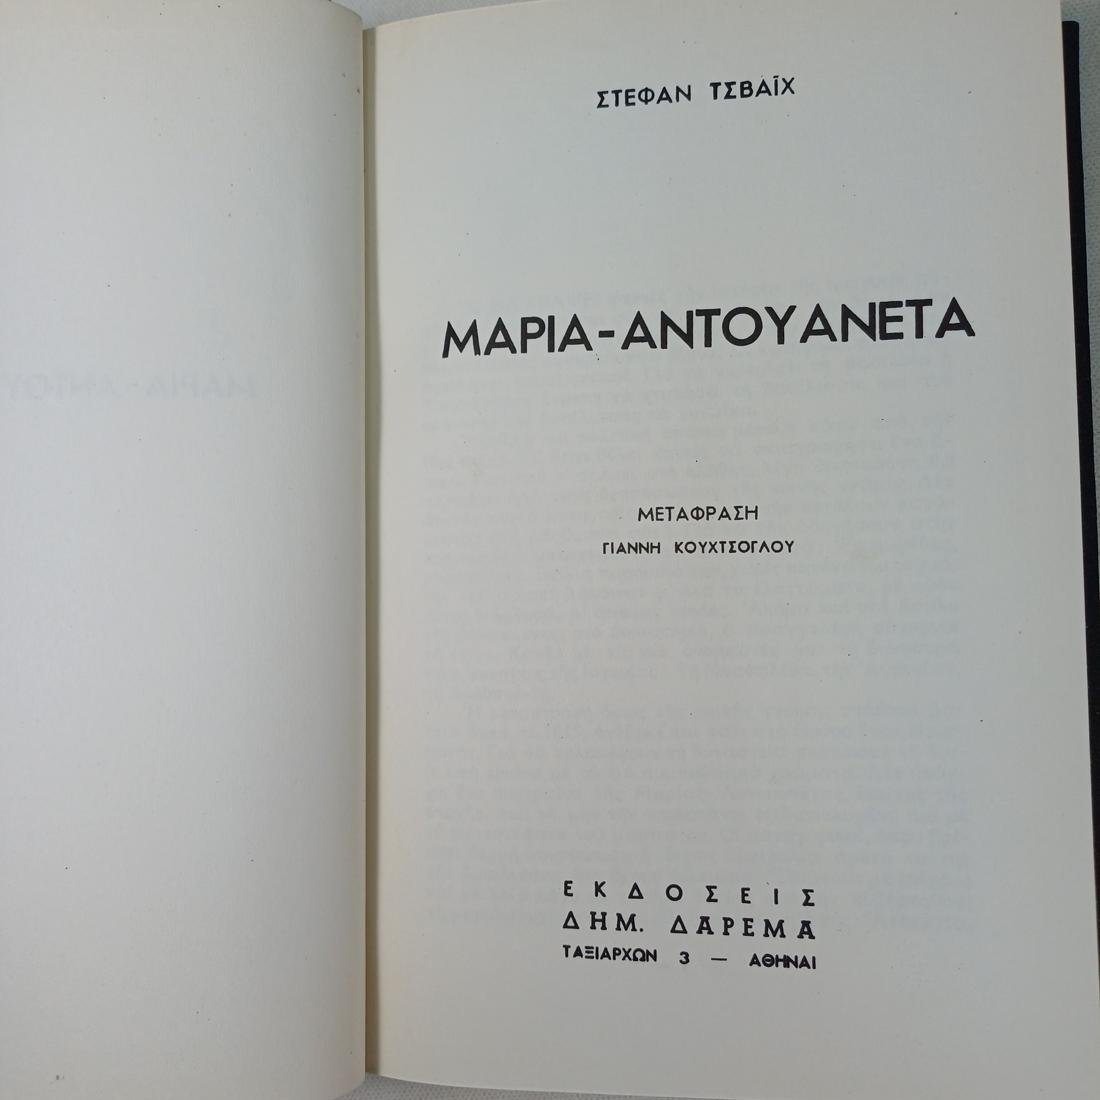 ΣΤΕΦΑΝ ΤΣΒΑΪΧ
ΜΑΡΙΑ-ΑΝΤΟΥΑΝΕΤΑ
ΜΕΤΑΦΡΑΣΗ
ΓΙΑΝΝΗ ΚΟΥΧΤΣΟΓΛΟΥ
ΕΚΔΟΣΕΙΣ
ΔΗΜ. ΔΑΡΕΜΑ
ΤΑΞΙΑΡΧΩΝ 3 — ΑΘΗΝΑΙ